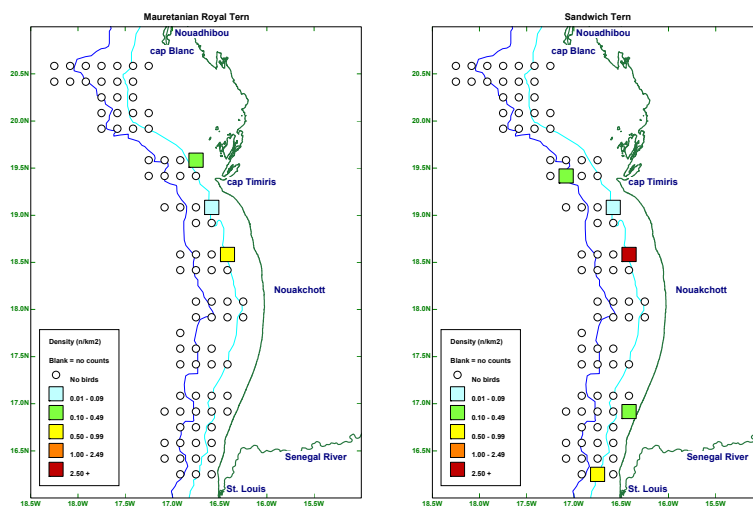 Mauretanian Royal Tern
Nouadhibou
cap Blanc
20.5N
20.0N
19.5N
cap Timiris
19.0N
18.5N
Nouakchott
18.0N
Density (n/km2)
17.5N
Blank = no counts
No birds
0.01 - 0.09
17.0N
0.10 - 0.49
0.50 - 0.99
16.5N
1.00 - 2.49
Senegal River
2.50 +
St. Louis
18.5W
18.0W
17.5W
17.0W
16.5W
16.0W
15.5W
Sandwich Tern
Nouadhibou
cap Blanc
20.5N
20.0N
19.5N
cap Timiris
19.0N
18.5N
Nouakchott
18.0N
Density (n/km2)
17.5N
Blank = no counts
No birds
0.01 - 0.09
17.0N
0.10 - 0.49
0.50 - 0.99
16.5N
1.00 - 2.49
Senegal River
2.50 +
St. Louis
18.5W
18.0W
17.5W
17.0W
16.5W
16.0W
15.5W